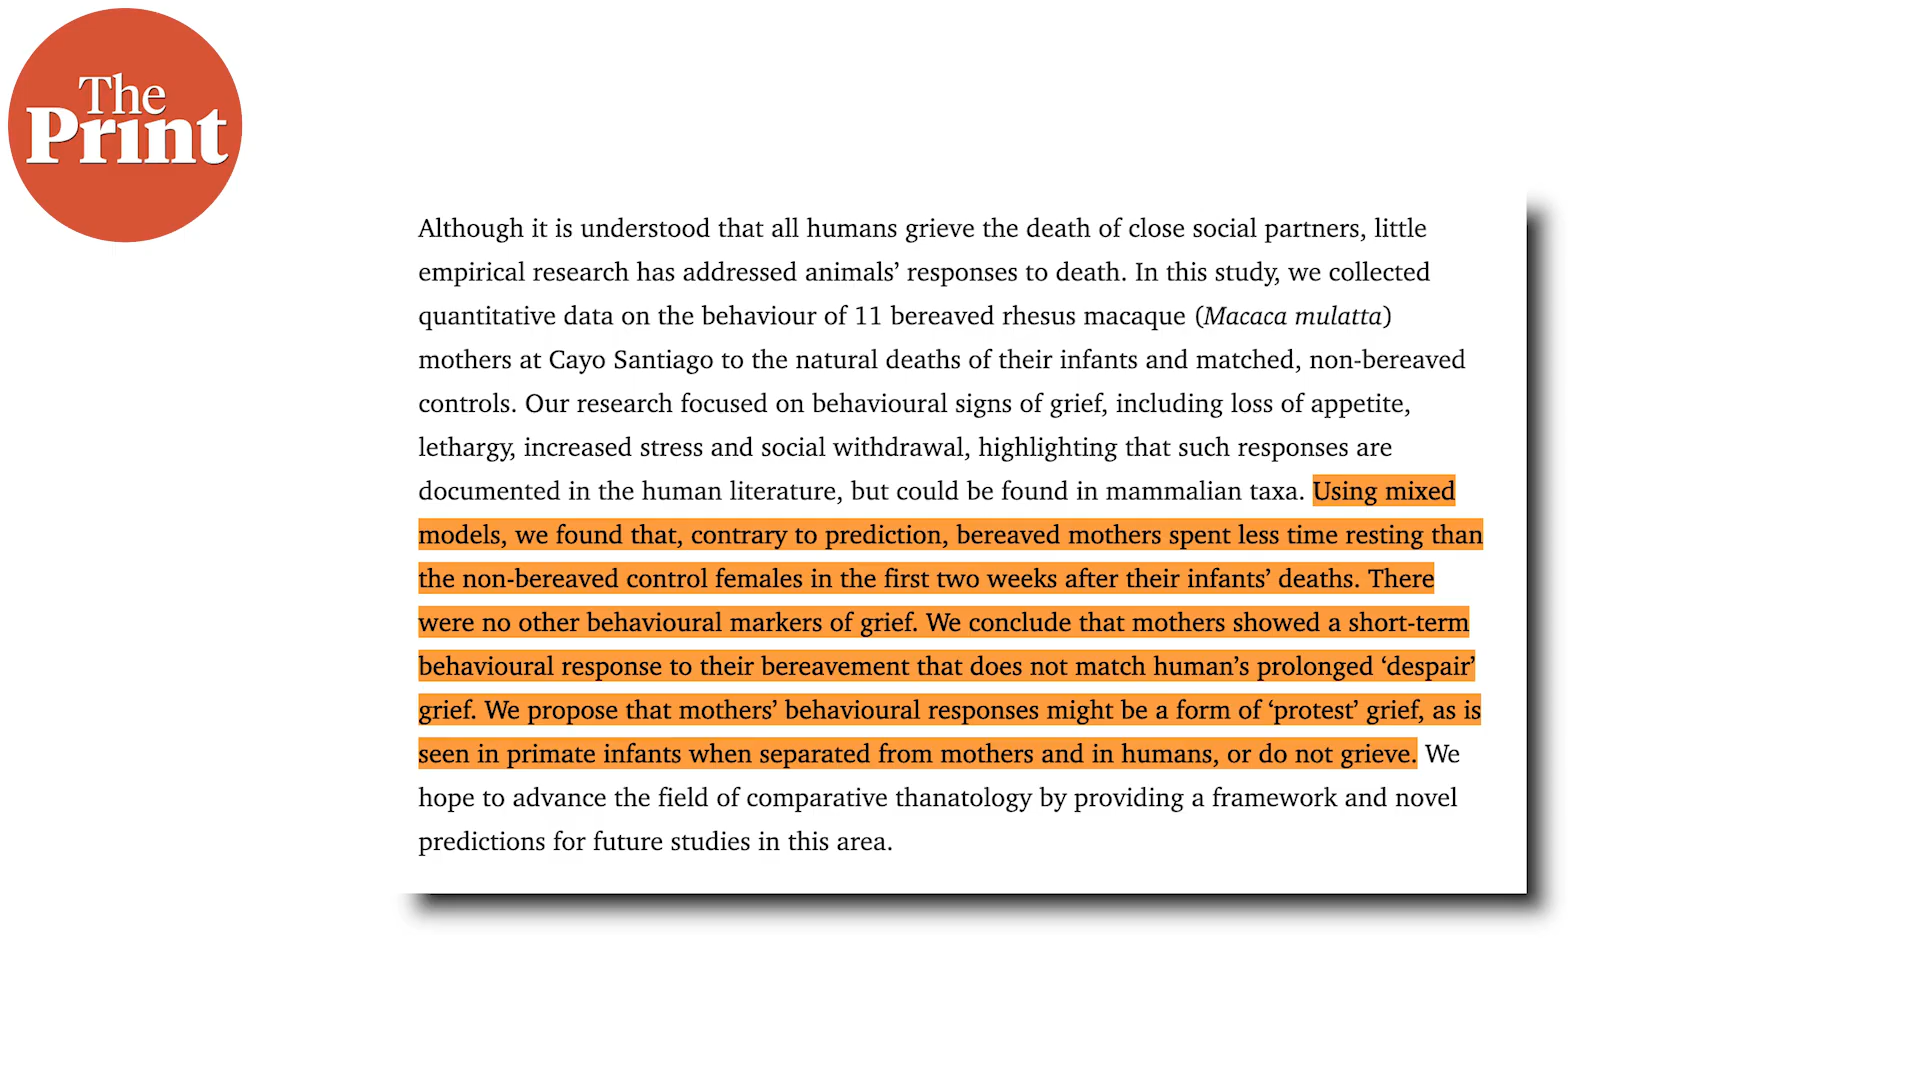 The
Print
Although it is understood that all humans grieve the death of close social partners, little
empirical research has addressed animals’ responses to death. In this study, we collected
quantitative data on the behaviour of 11 bereaved rhesus macaque (Macaca mulatta)
mothers at Cayo Santiago to the natural deaths of their infants and matched, non-bereaved
controls. Our research focused on behavioural signs of grief, including loss of appetite,
lethargy, increased stress and social withdrawal, highlighting that such responses are
documented in the human literature, but could be found in mammalian taxa. Using mixed
models, we found that, contrary to prediction, bereaved mothers spent less time resting than
the non-bereaved control females in the first two weeks after their infants’ deaths. There
were no other behavioural markers of grief. We conclude that mothers showed a short-term
behavioural response to their bereavement that does not match human’s prolonged ‘despair’
grief. We propose that mothers’ behavioural responses might be a form of ‘protest’ grief, as is
seen in primate infants when separated from mothers and in humans, or do not grieve. We
hope to advance the field of comparative thanatology by providing a framework and novel
predictions for future studies in this area.